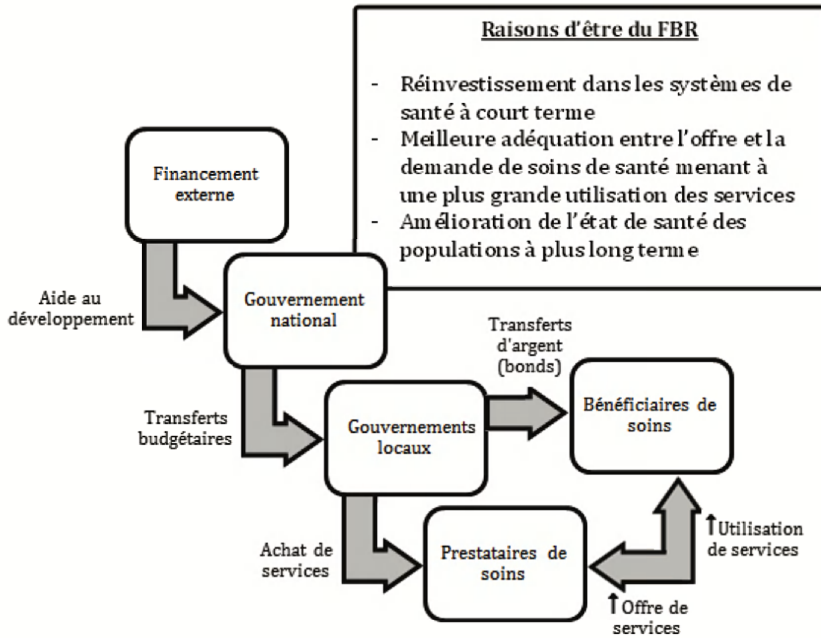 Raisons d'être du FBR
- Réinvestissement dans les systèmes de
santé à court terme
- Meilleure adéquation entre l'offre et la
demande de soins de santé menant à
une plus grande utilisation des services
- Amélioration de l'état de santé des
populations à plus long terme
Financement
externe
Aide au
développement
Gouvernement
national
Transferts
budgétaires
Gouvernements
locaux
Transferts
d'argent
(bonds)
Bénéficiaires de
soins
Achat de
services
Prestataires de
soins
↑Utilisation
de services
↑Offre de
services